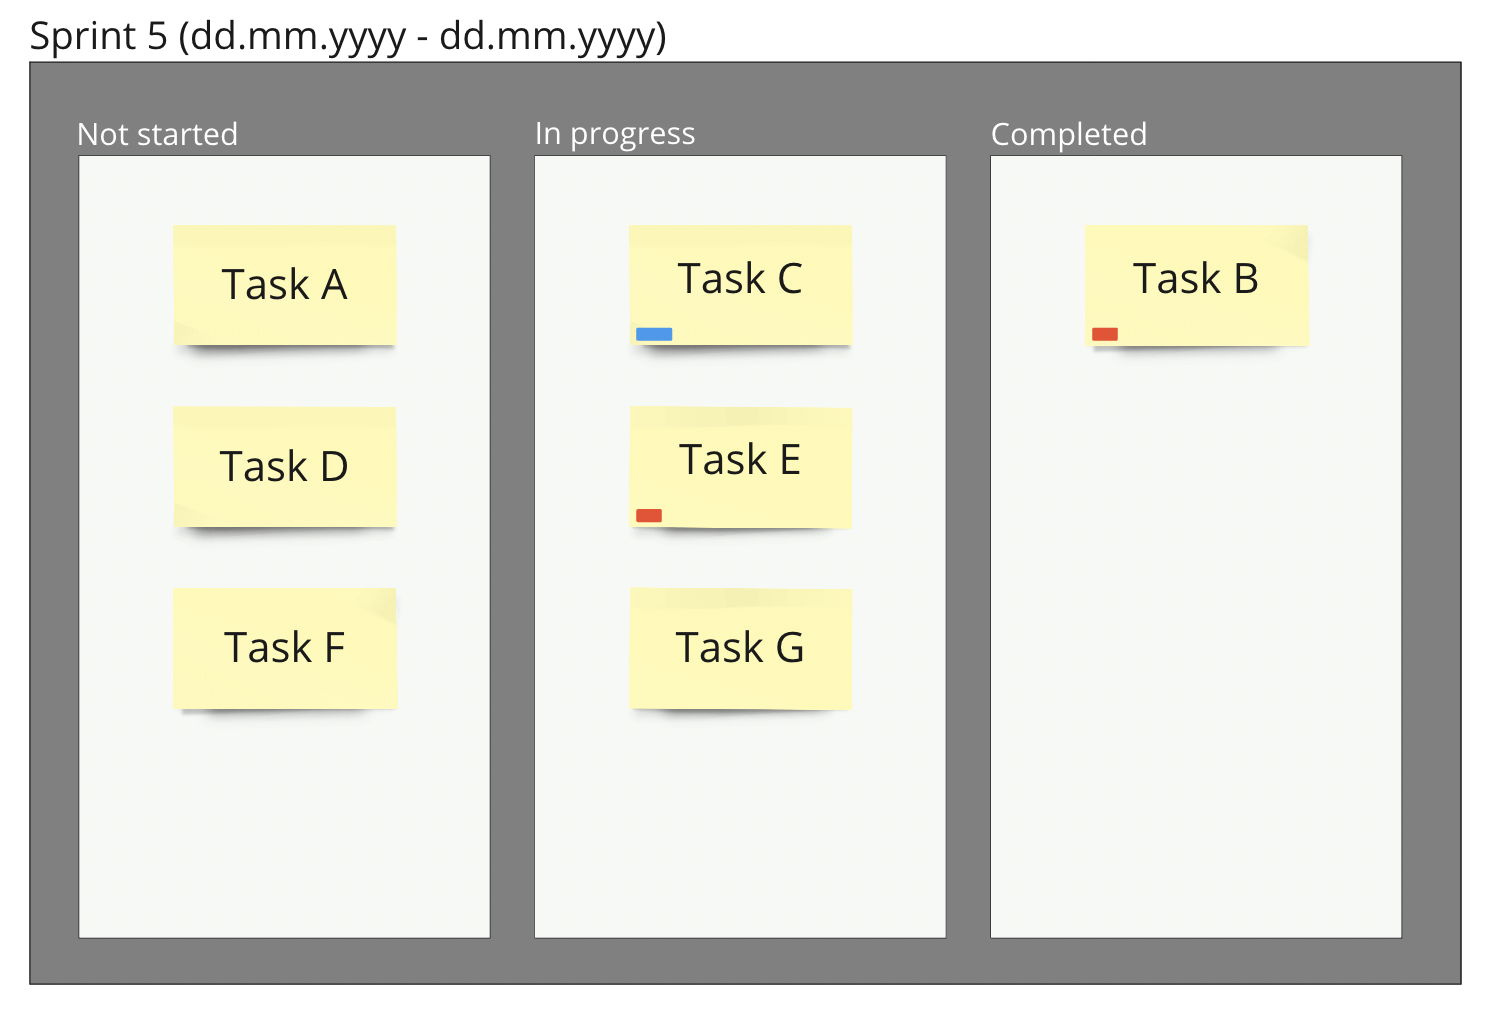 Sprint 5 (dd.mm.yyyy - dd.mm.yyyy)
Not started
Task A
Task D
Task F
In progress
Task C
Task E
Task G
Completed
Task B